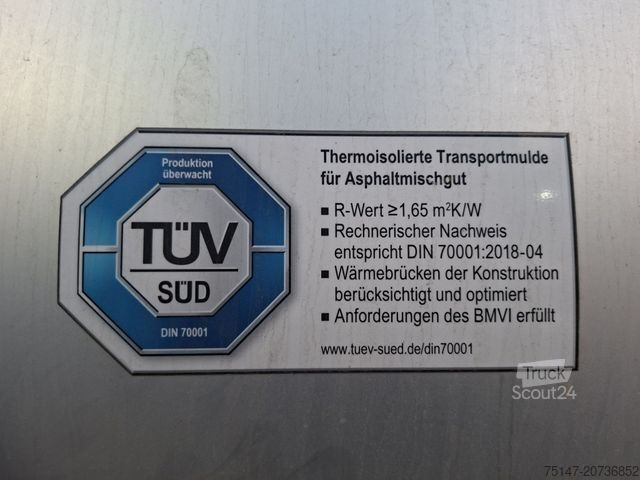 Produktion
überwacht
TÜV
SÜD
DIN 70001
Thermoisolierte Transportmulde
für Asphaltmischgut
▪ R-Wert ≥1,65 m²K/W
▪ Rechnerischer Nachweis
entspricht DIN 70001:2018-04
▪ Wärmebrücken der Konstruktion
berücksichtigt und optimiert
▪ Anforderungen des BMVI erfüllt
www.tuev-sued.de/din70001
Truck
Scout24
75147-20736852